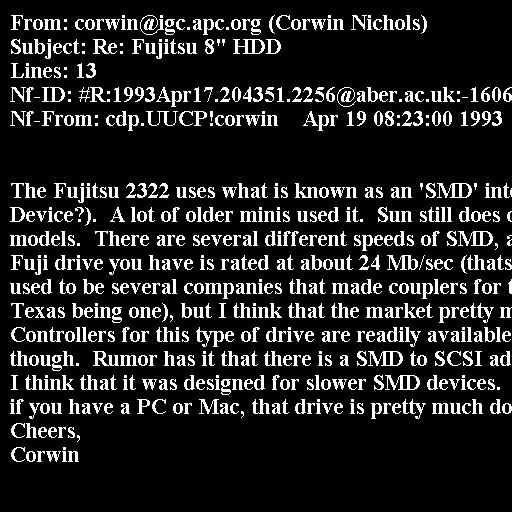 From: corwin@igc.apc.org (Corwin Nichols)
Subject: Re: Fujitsu 8" HDD
Lines: 13
Nf-ID: #R:1993Apr17.204351.2256@aber.ac.uk:-1606
Nf-From: cdp.UUCP!corwin    Apr 19 08:23:00 1993
The Fujitsu 2322 uses what is known as an 'SMD'
Device?).  A lot of older minis used it.  Sun still does
models.  There are several different speeds of SMD,
Fuji drive you have is rated at about 24 Mb/sec (thats
used to be several companies that made couplers for
Texas being one), but I think that the market pretty
Controllers for this type of drive are readily available
though.  Rumor has it that there is a SMD to SCSI
I think that it was designed for slower SMD devices.
if you have a PC or Mac, that drive is pretty much
Cheers,
Corwin